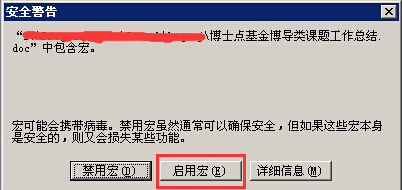 安全警告
\博士点基金博导类课题工作总结.
doc”中包含宏。
宏可能会携带病毒。禁用宏虽然通常可以确保安全，但如果这些宏本身
是安全的，则又会损失某些功能。
禁用宏(D) 启用宏(E) 详细信息(M)